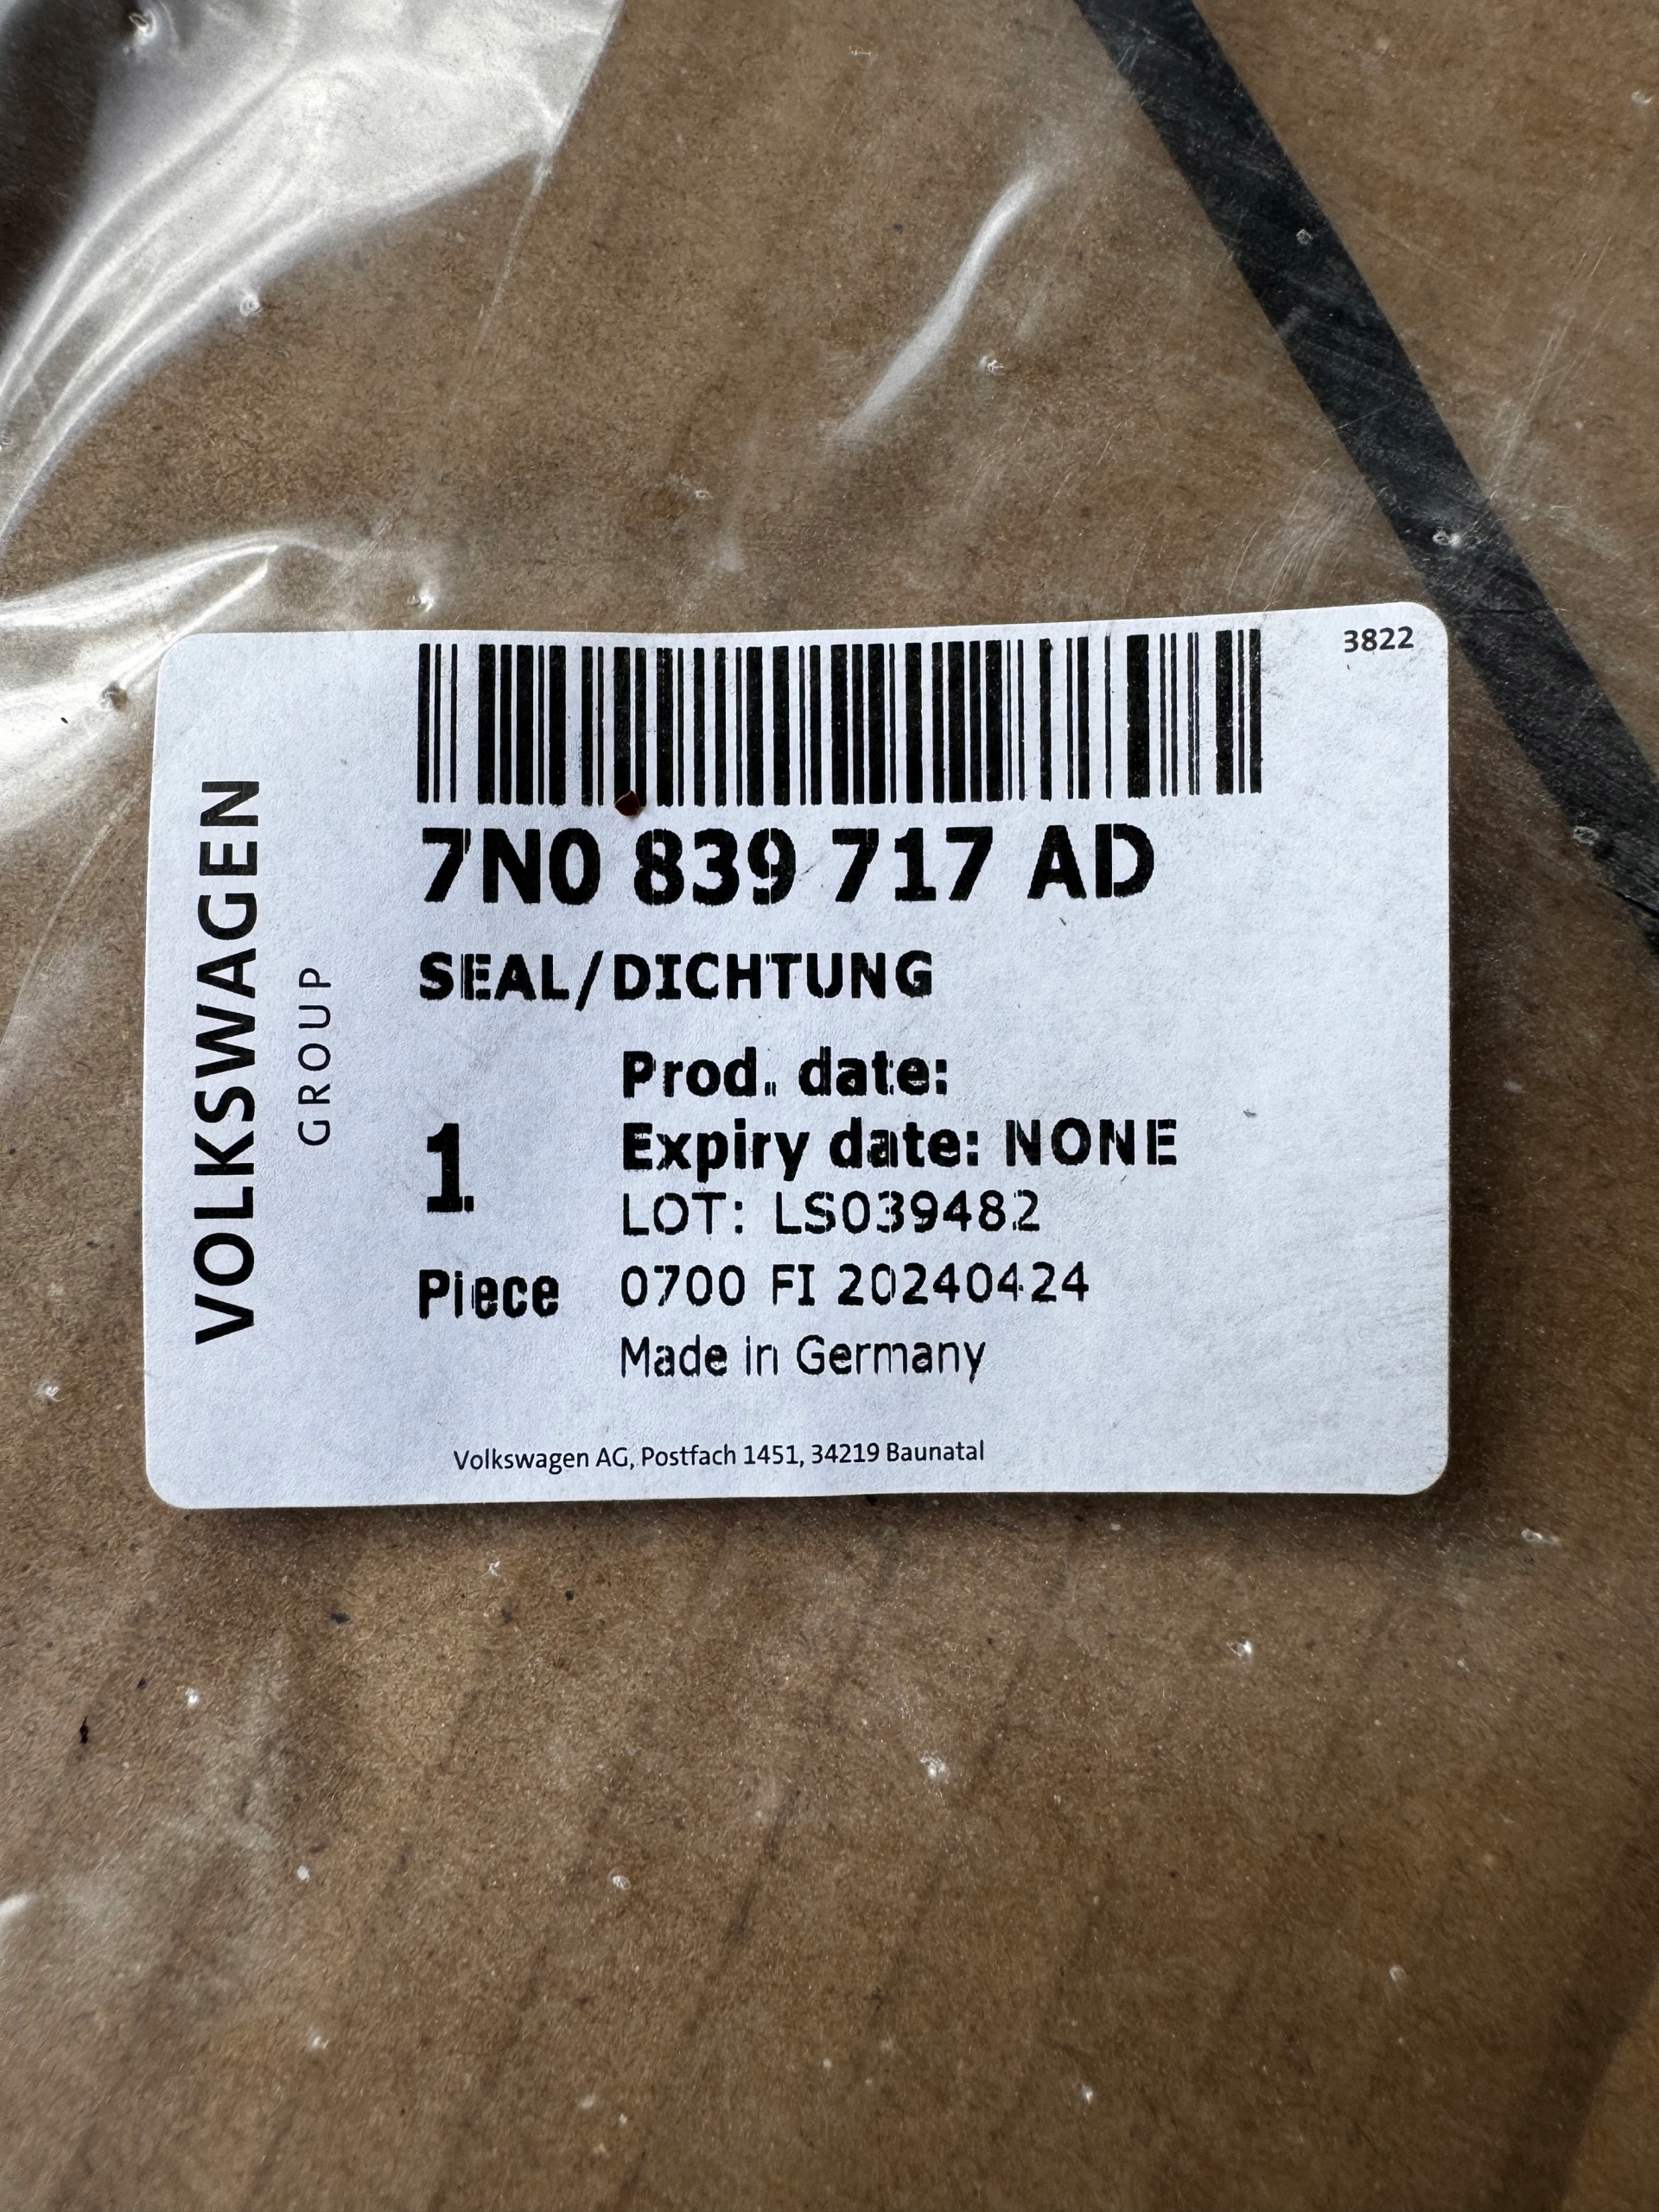 3822
VOLKSWAGEN
GROUP
7N0 839 717 AD
SEAL/DICHTUNG
Prod. date:
Expiry date: NONE
1
LOT: LS039482
Piece
0700 FI 20240424
Made in Germany
Volkswagen AG, Postfach 1451, 34219 Baunatal